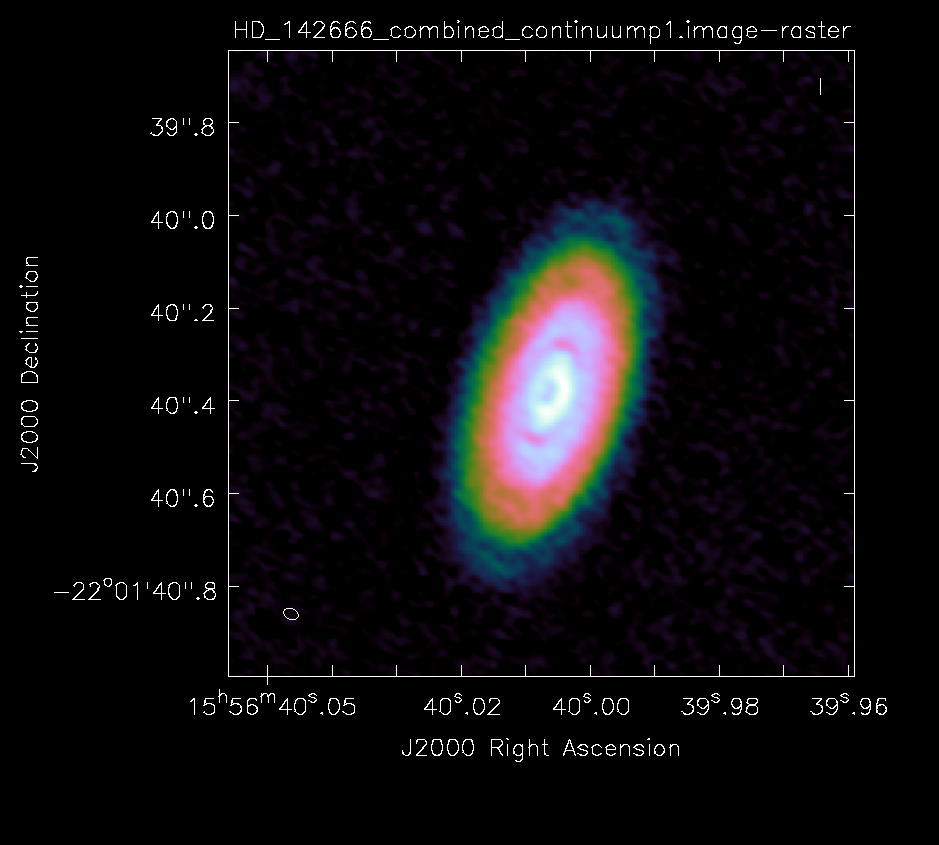 HD_142666_combined_continuump1.image-raster
39".8
40".0
40".2
40".4
40".6
-22°01'40".8
J2000 Declination
15ʰ56ᵐ40ˢ.05
40ˢ.02
40ˢ.00
39ˢ.98
39ˢ.96
J2000 Right Ascension